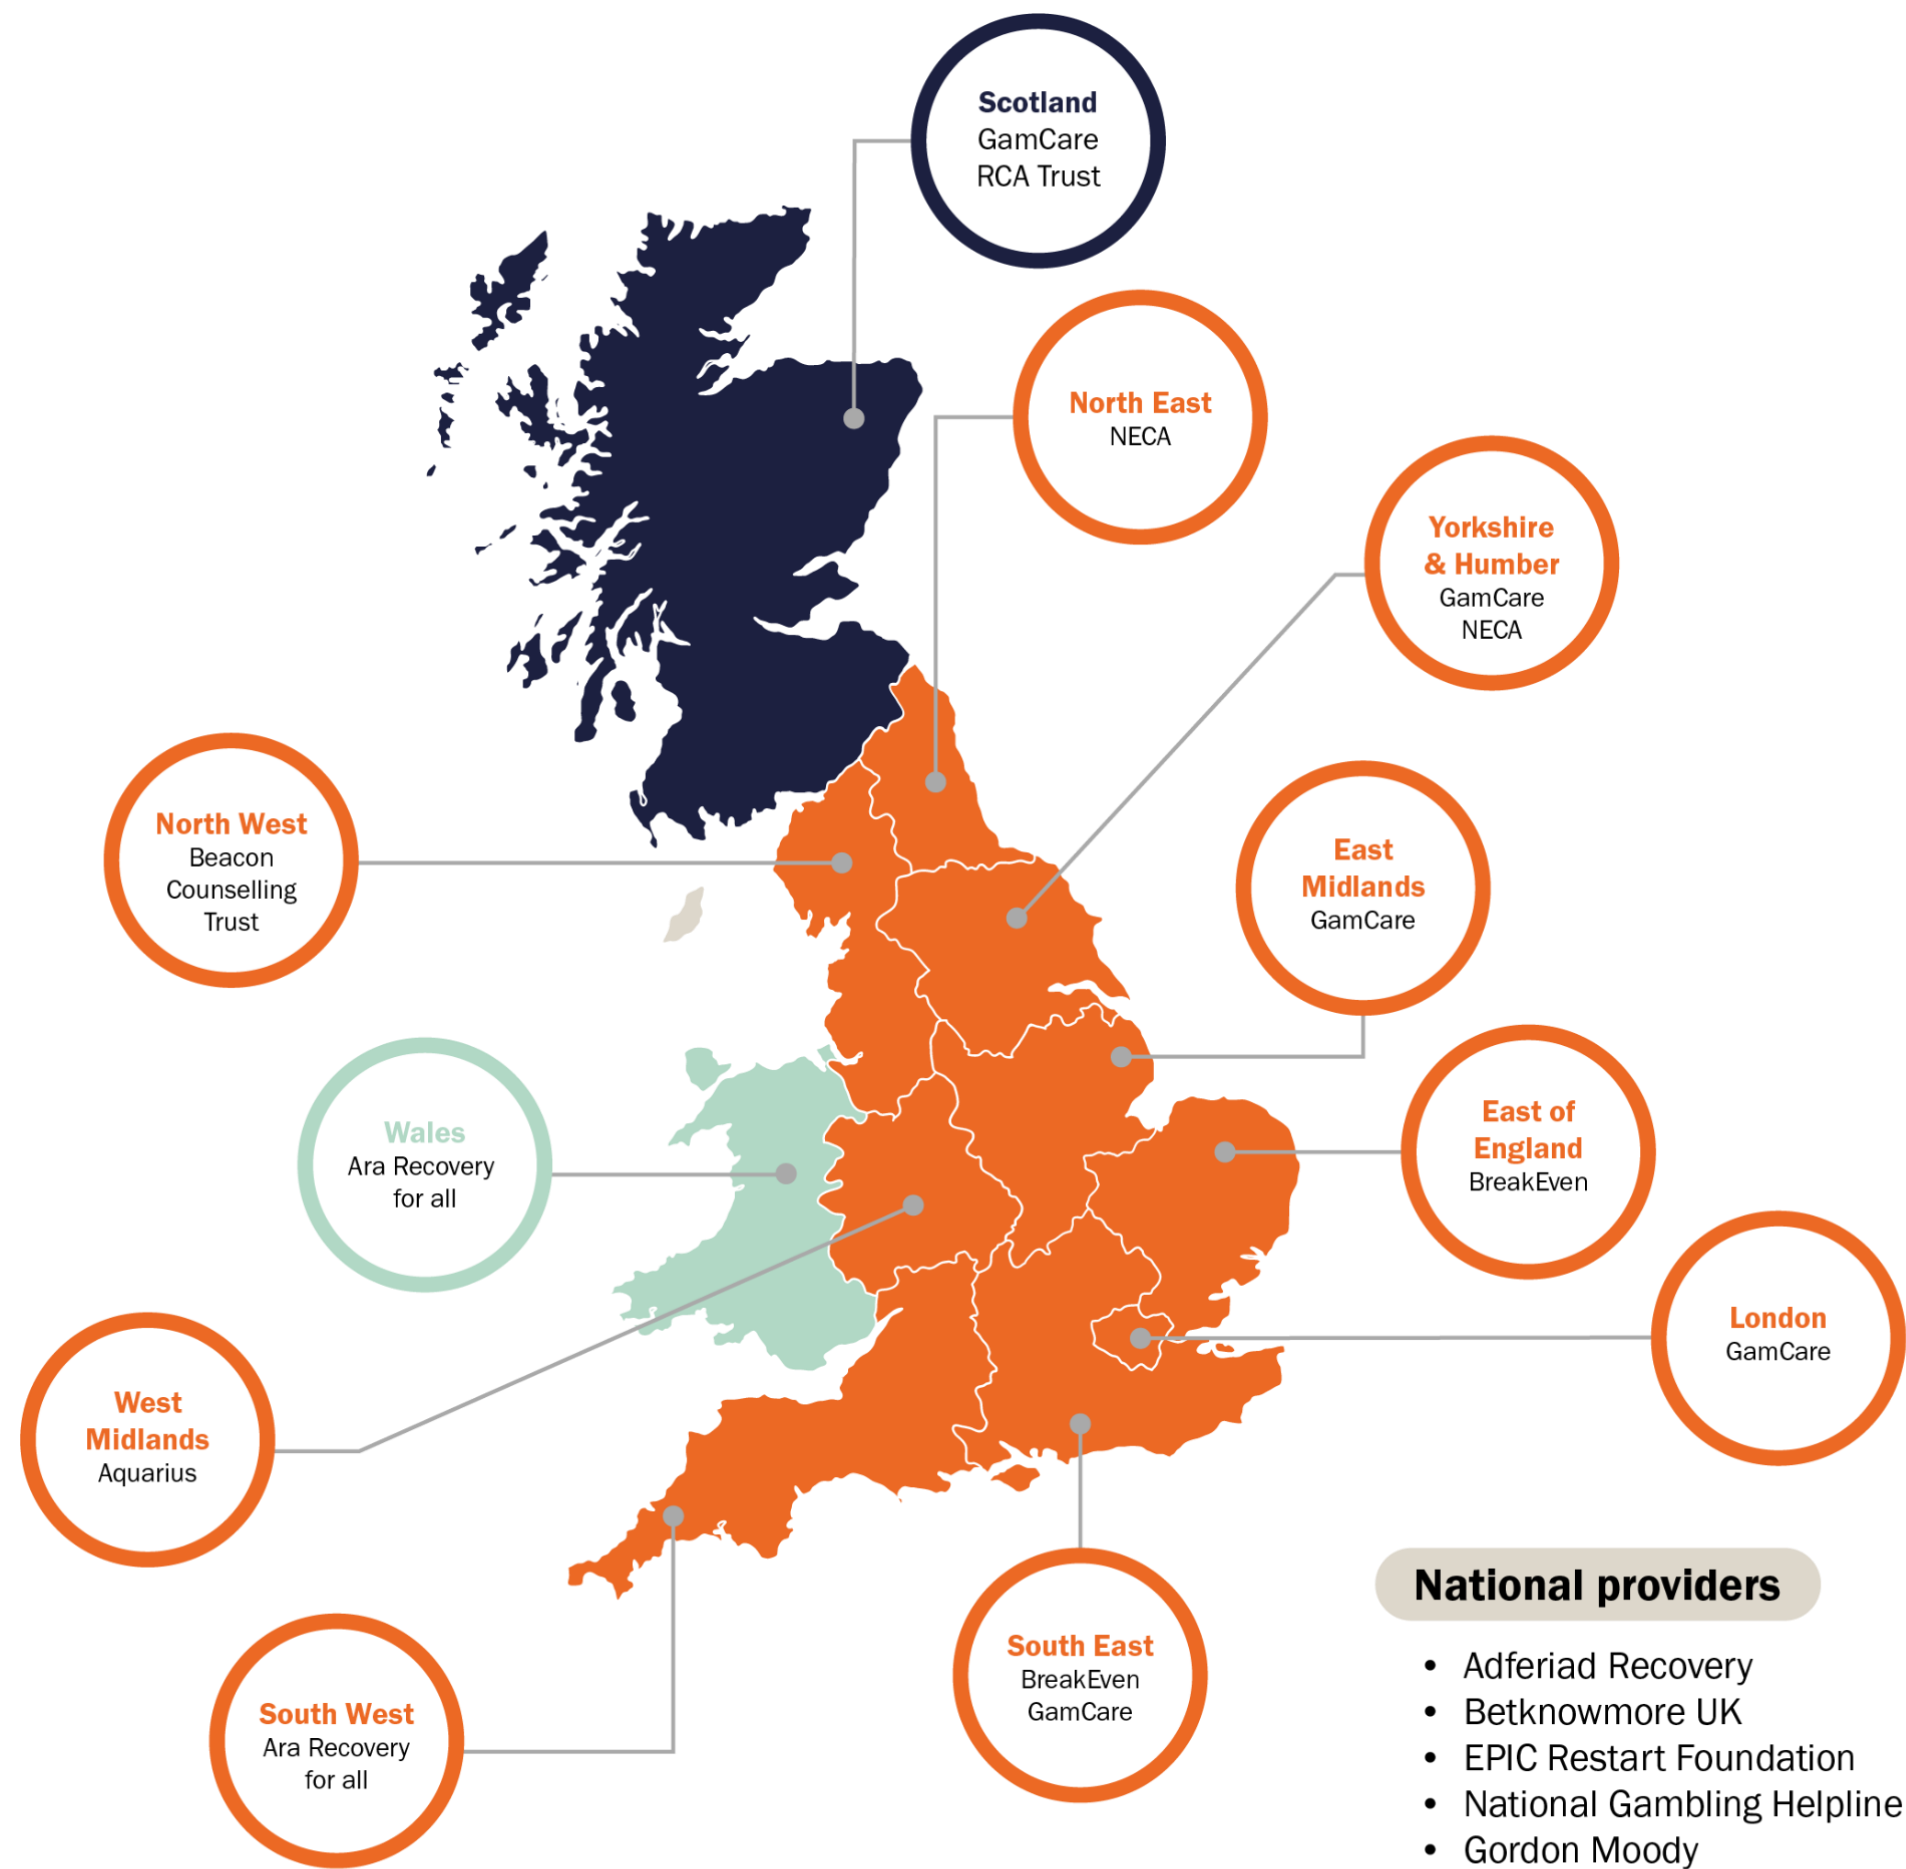 Scotland
GamCare
RCA Trust
North East
NECA
Yorkshire
& Humber
GamCare
NECA
North West
Beacon
Counselling
Trust
East
Midlands
GamCare
Wales
Ara Recovery
for all
East of
England
BreakEven
London
GamCare
West
Midlands
Aquarius
South West
Ara Recovery
for all
South East
BreakEven
GamCare
National providers
• Adferiad Recovery
• Betknowmore UK
• EPIC Restart Foundation
• National Gambling Helpline
• Gordon Moody